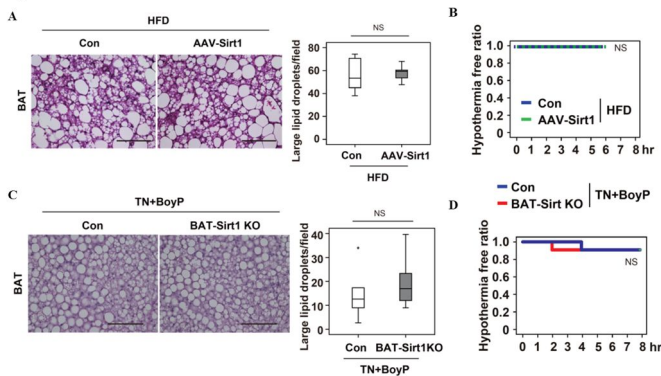 A
HFD
Con
AAV-Sirt1
BAT
Large lipid droplets/field
80
60
40
20
0
NS
Con
AAV-Sirt1
HFD
B
Hypothermia free ratio
1.0
0.8
0.6
0.4
0.2
0
NS
Con
AAV-Sirt1
HFD
0 1 2 3 4 5 6 7 8 hr
C
TN+BoyP
Con
BAT-Sirt1 KO
BAT
Large lipid droplets/field
40
30
20
10
0
NS
Con
BAT-Sirt1KO
TN+BoyP
Con
BAT-Sirt KO
TN+BoyP
D
Hypothermia free ratio
1.0
0.8
0.6
0.4
0.2
0
NS
0 1 2 3 4 5 6 7 8 hr